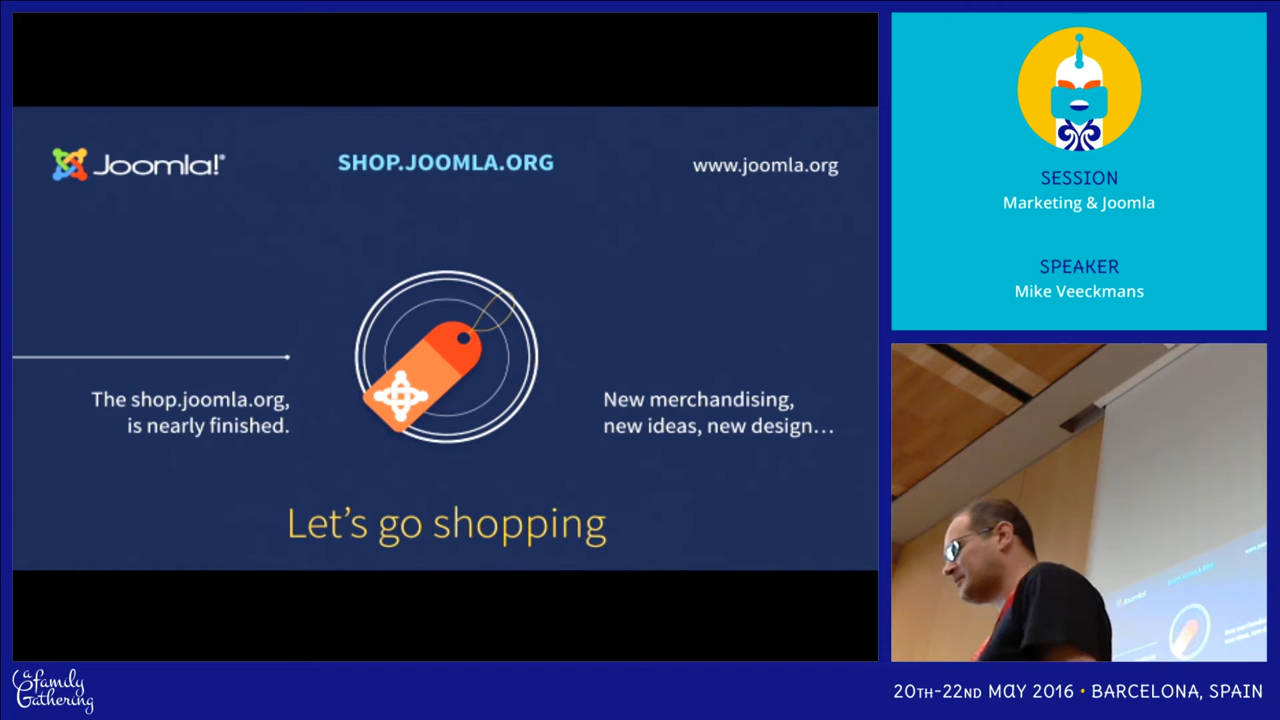 Joomla!®
SHOP.JOOMLA.ORG
www.joomla.org
The shop.joomla.org,
is nearly finished.
New merchandising,
new ideas, new design...
Let's go shopping
SESSION
Marketing & Joomla
SPEAKER
Mike Veeckmans
a family
Gathering
20TH-22ND MAY 2016 • BARCELONA, SPAIN